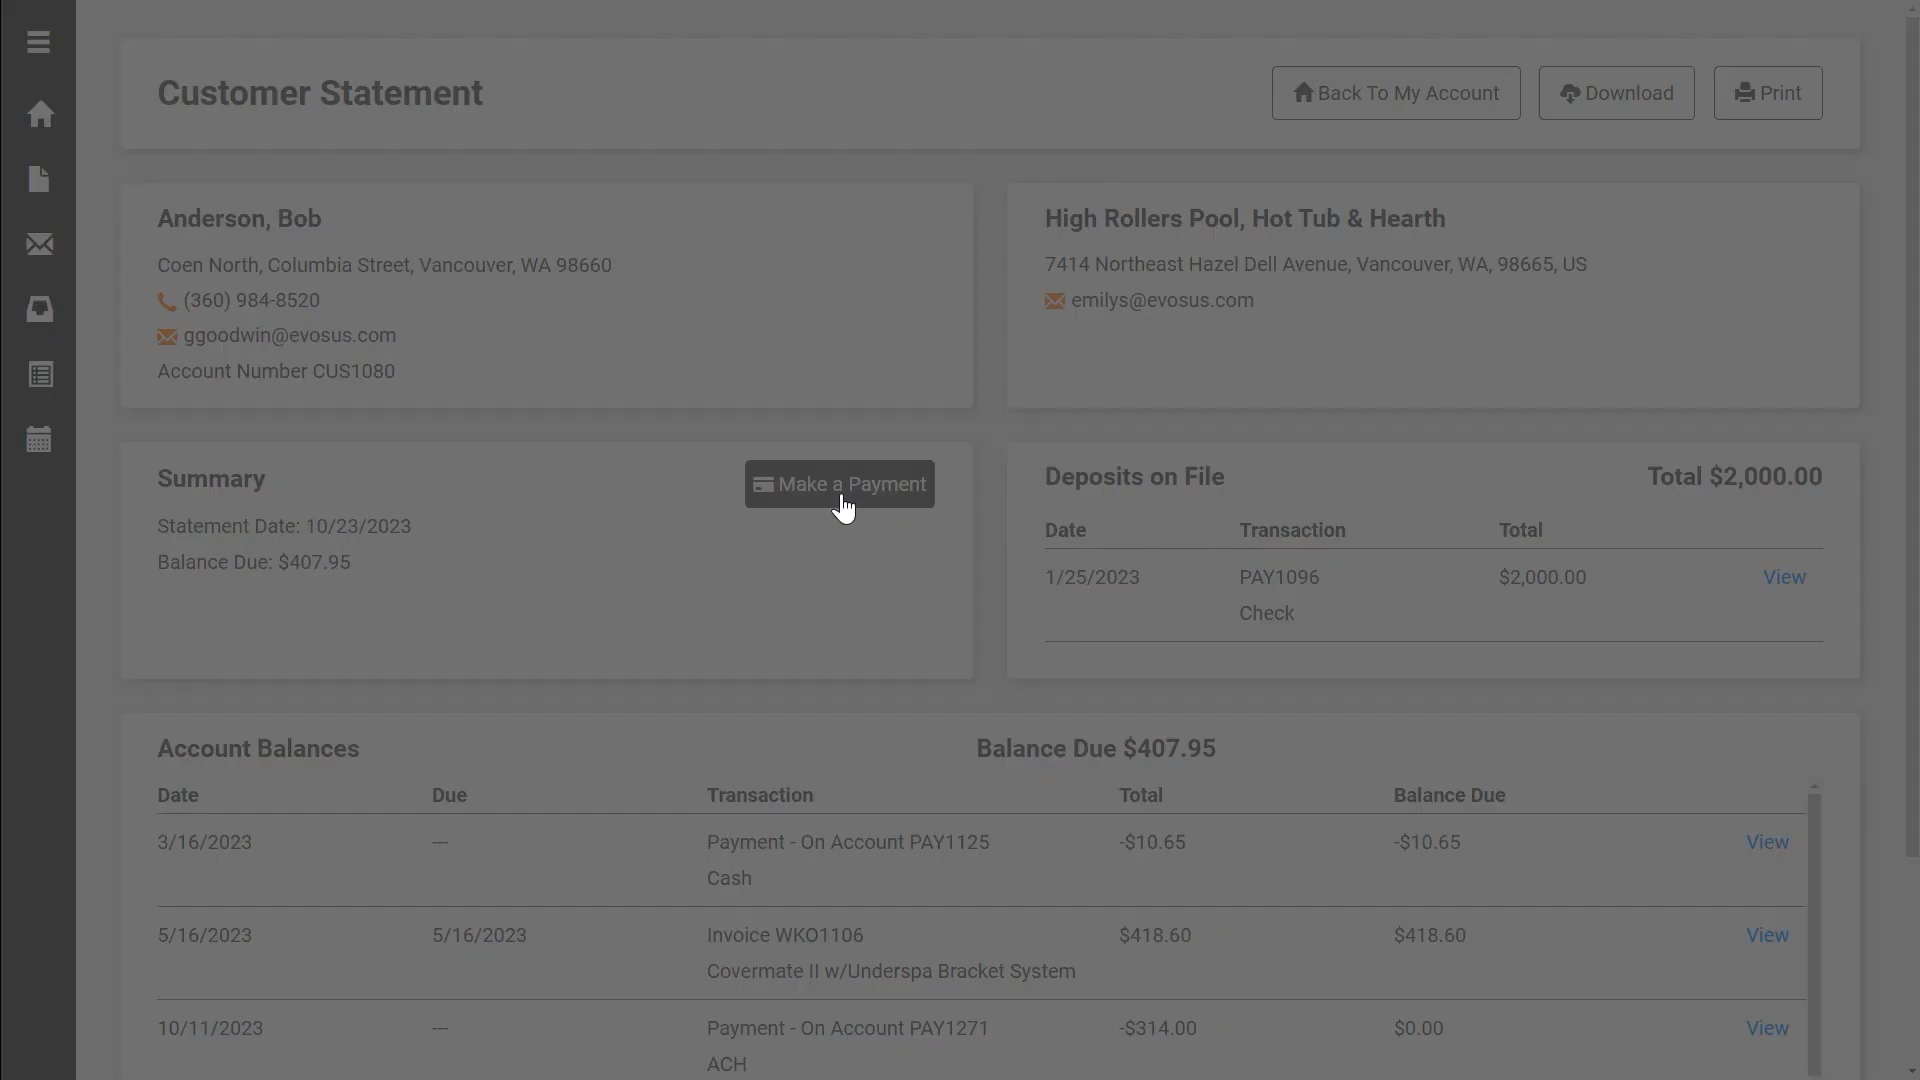 Customer Statement
Back To My Account
Download
Print
Anderson, Bob
Coen North, Columbia Street, Vancouver, WA 98660
(360) 984-8520
ggoodwin@evosus.com
Account Number CUS1080
High Rollers Pool, Hot Tub & Hearth
7414 Northeast Hazel Dell Avenue, Vancouver, WA, 98665, US
emilys@evosus.com
Summary
Make a Payment
Statement Date: 10/23/2023
Balance Due: $407.95
Deposits on File Total $2,000.00
Date Transaction Total
1/25/2023 PAY1096 $2,000.00 View
Check
Account Balances Balance Due $407.95
Date Due Transaction Total Balance Due
3/16/2023 --- Payment - On Account PAY1125 -$10.65 -$10.65 View
Cash
5/16/2023 5/16/2023 Invoice WKO1106 $418.60 $418.60 View
Covermate II w/Underspa Bracket System
10/11/2023 --- Payment - On Account PAY1271 -$314.00 $0.00 View
ACH